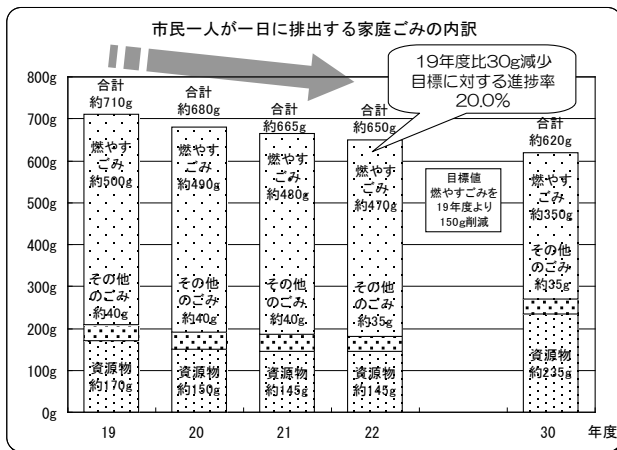 市民一人が一日に排出する家庭ごみの内訳
19年度比30g減少
目標に対する進捗率
20.0%
800g
700g
600g
500g
400g
300g
200g
100g
0g
合計
約710g
燃やす
ごみ
約500g
その他
のごみ
約40g
資源物
約170g
合計
約680g
燃やす
ごみ
約490g
その他
のごみ
約40g
資源物
約150g
合計
約665g
燃やす
ごみ
約480g
その他
のごみ
約40g
資源物
約145g
合計
約650g
燃やす
ごみ
約470g
その他
のごみ
約35g
資源物
約145g
目標値
燃やすごみを
19年度より
150g削減
合計
約620g
燃やす
ごみ
約350g
その他
のごみ
約35g
資源物
約235g
19
20
21
22
30
年度